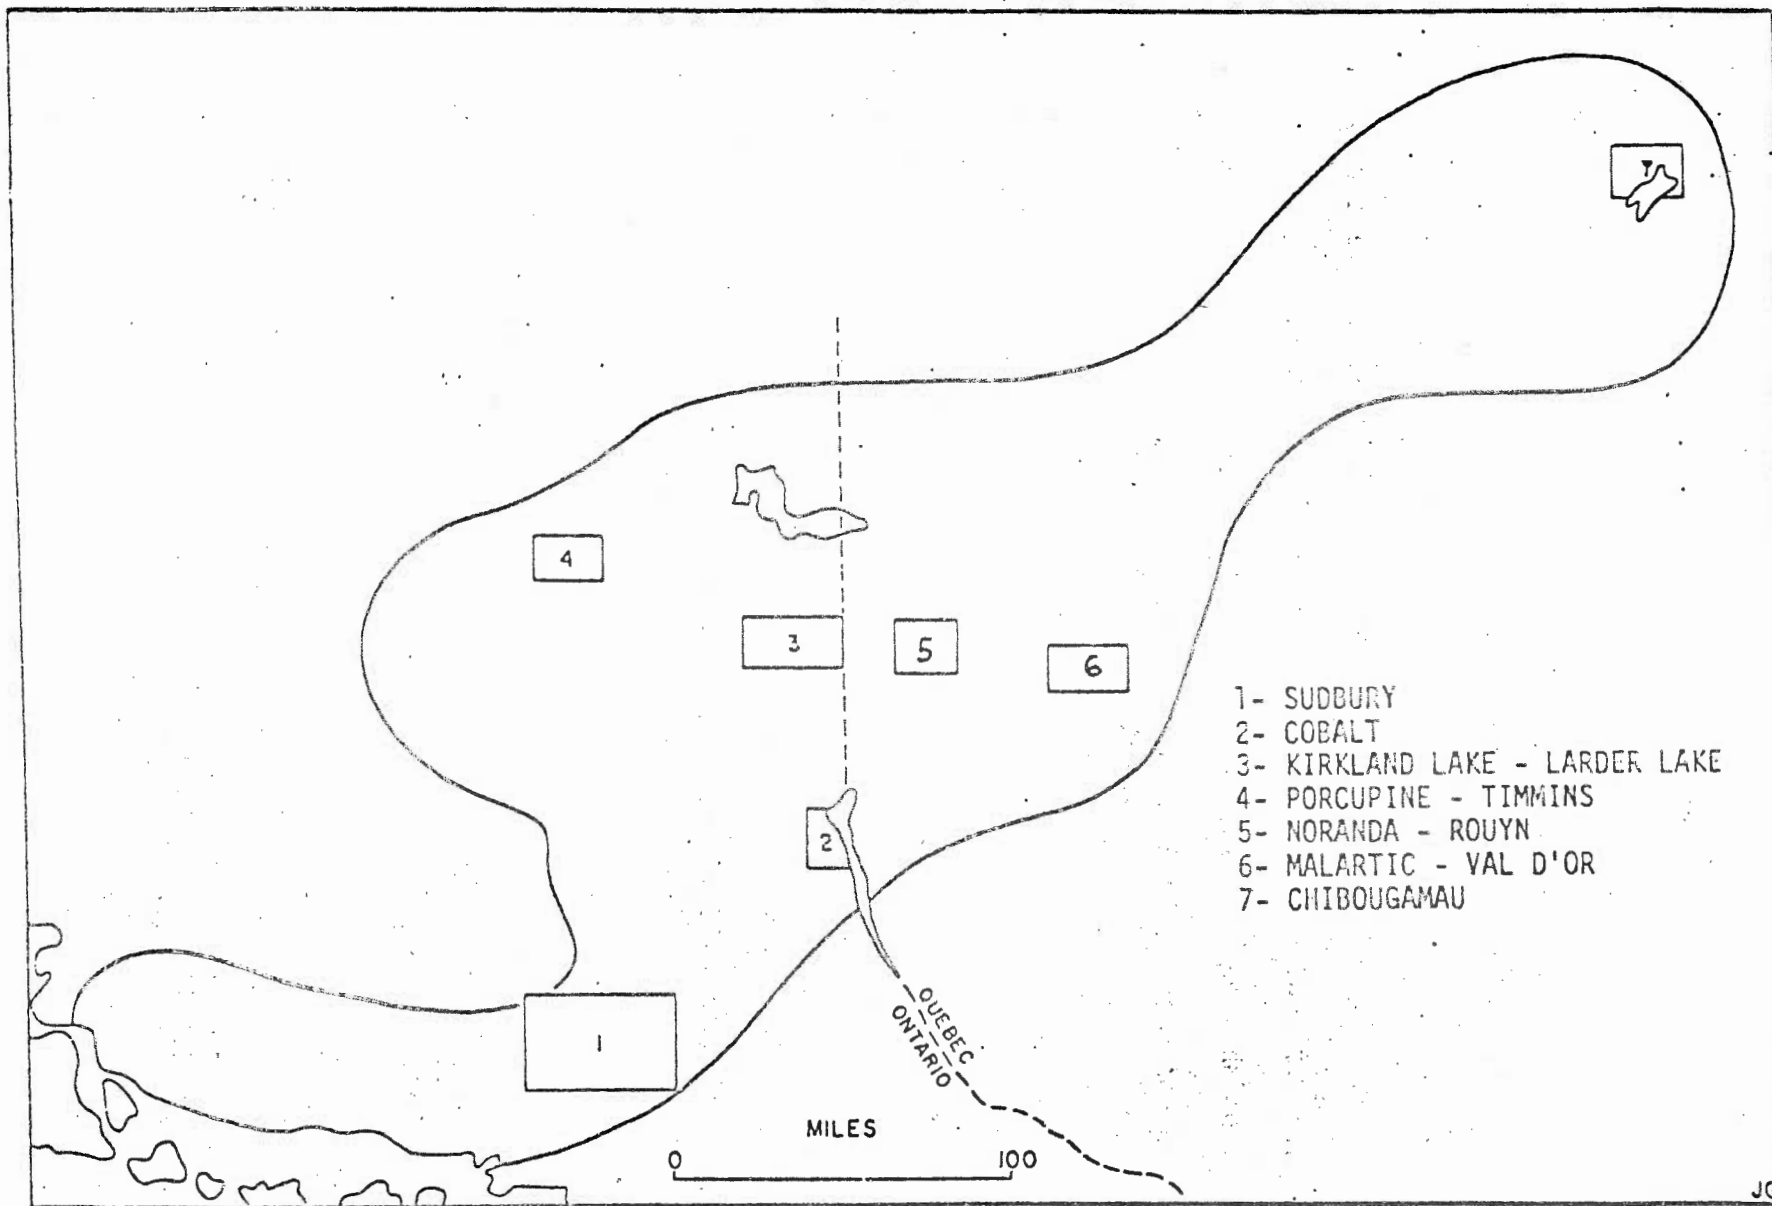 7
4
3
5
6
1- SUDBURY
2- COBALT
3- KIRKLAND LAKE - LARDER LAKE
4- PORCUPINE - TIMMINS
5- NORANDA - ROUYN
6- MALARTIC - VAL D'OR
7- CHIBOUGAMAU
2
QUEBEC
ONTARIO
1
MILES
0 100